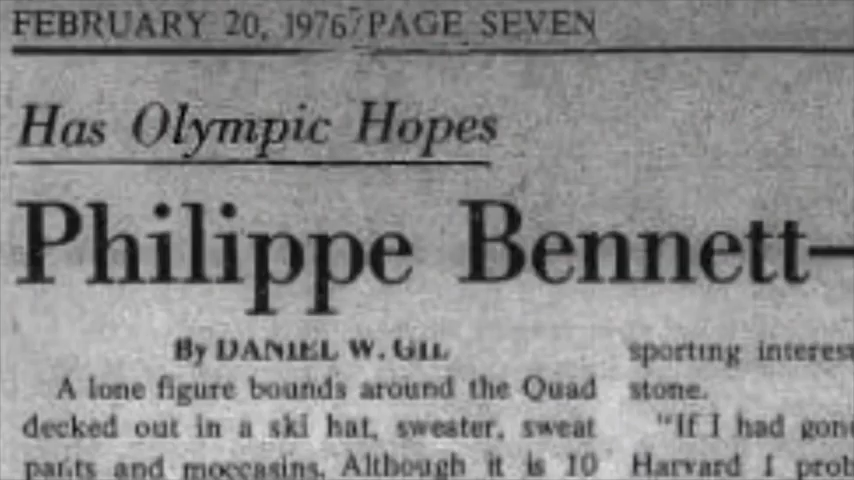 FEBRUARY 20, 1976/PAGE SEVEN
Has Olympic Hopes
Philippe Bennett—
By DANIEL W. GIL
A lone figure bounds around the Quad
decked out in a ski hat, sweater, sweat
pants and moccasins. Although it is 10
sporting interest
stone.
"If I had gone
Harvard I prob